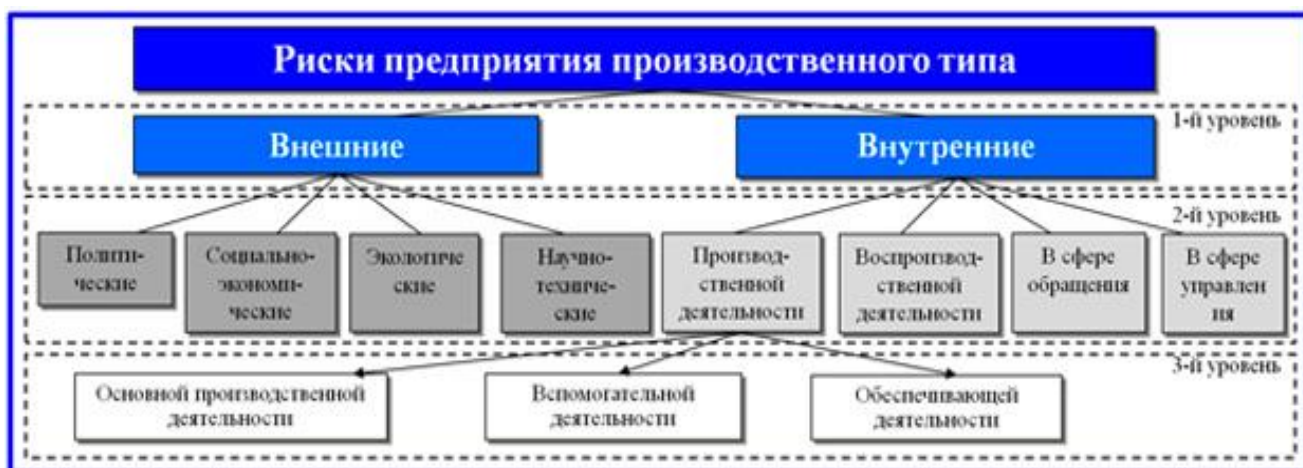 Риски предприятия производственного типа
1-й уровень
Внешние
Внутренние
2-й уровень
Полити-
ческие
Социально-
экономи-
ческие
Экологиче
ские
Научно-
техниче-
ские
Производ-
ственной
деятельности
Воспроизвод-
ственной
деятельности
В сфере
обращения
В сфере
управлен
ия
3-й уровень
Основной производственной
деятельности
Вспомогательной
деятельности
Обеспечивающей
деятельности